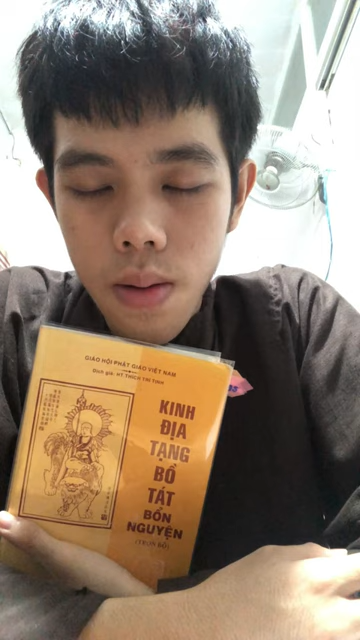 GIÁO HỘI PHẬT GIÁO VIỆT NAM
Dịch giả: HT THÍCH TRÍ TỊNH
KINH
ĐỊA
TẠNG
BỒ
TÁT
BỔN
NGUYỆN
(TRỌN BỘ)